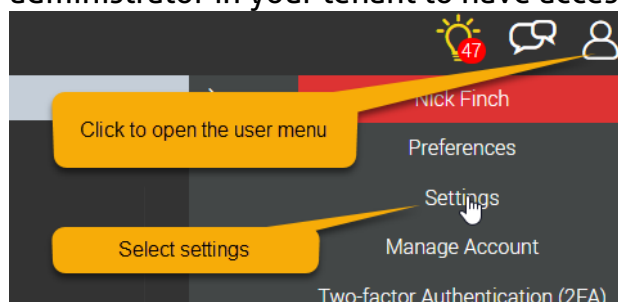 administrator in your tenant to have acces
47
Nick Finch
Click to open the user menu
Preferences
Settings
Select settings
Manage Account
Two-factor Authentication (2FA)